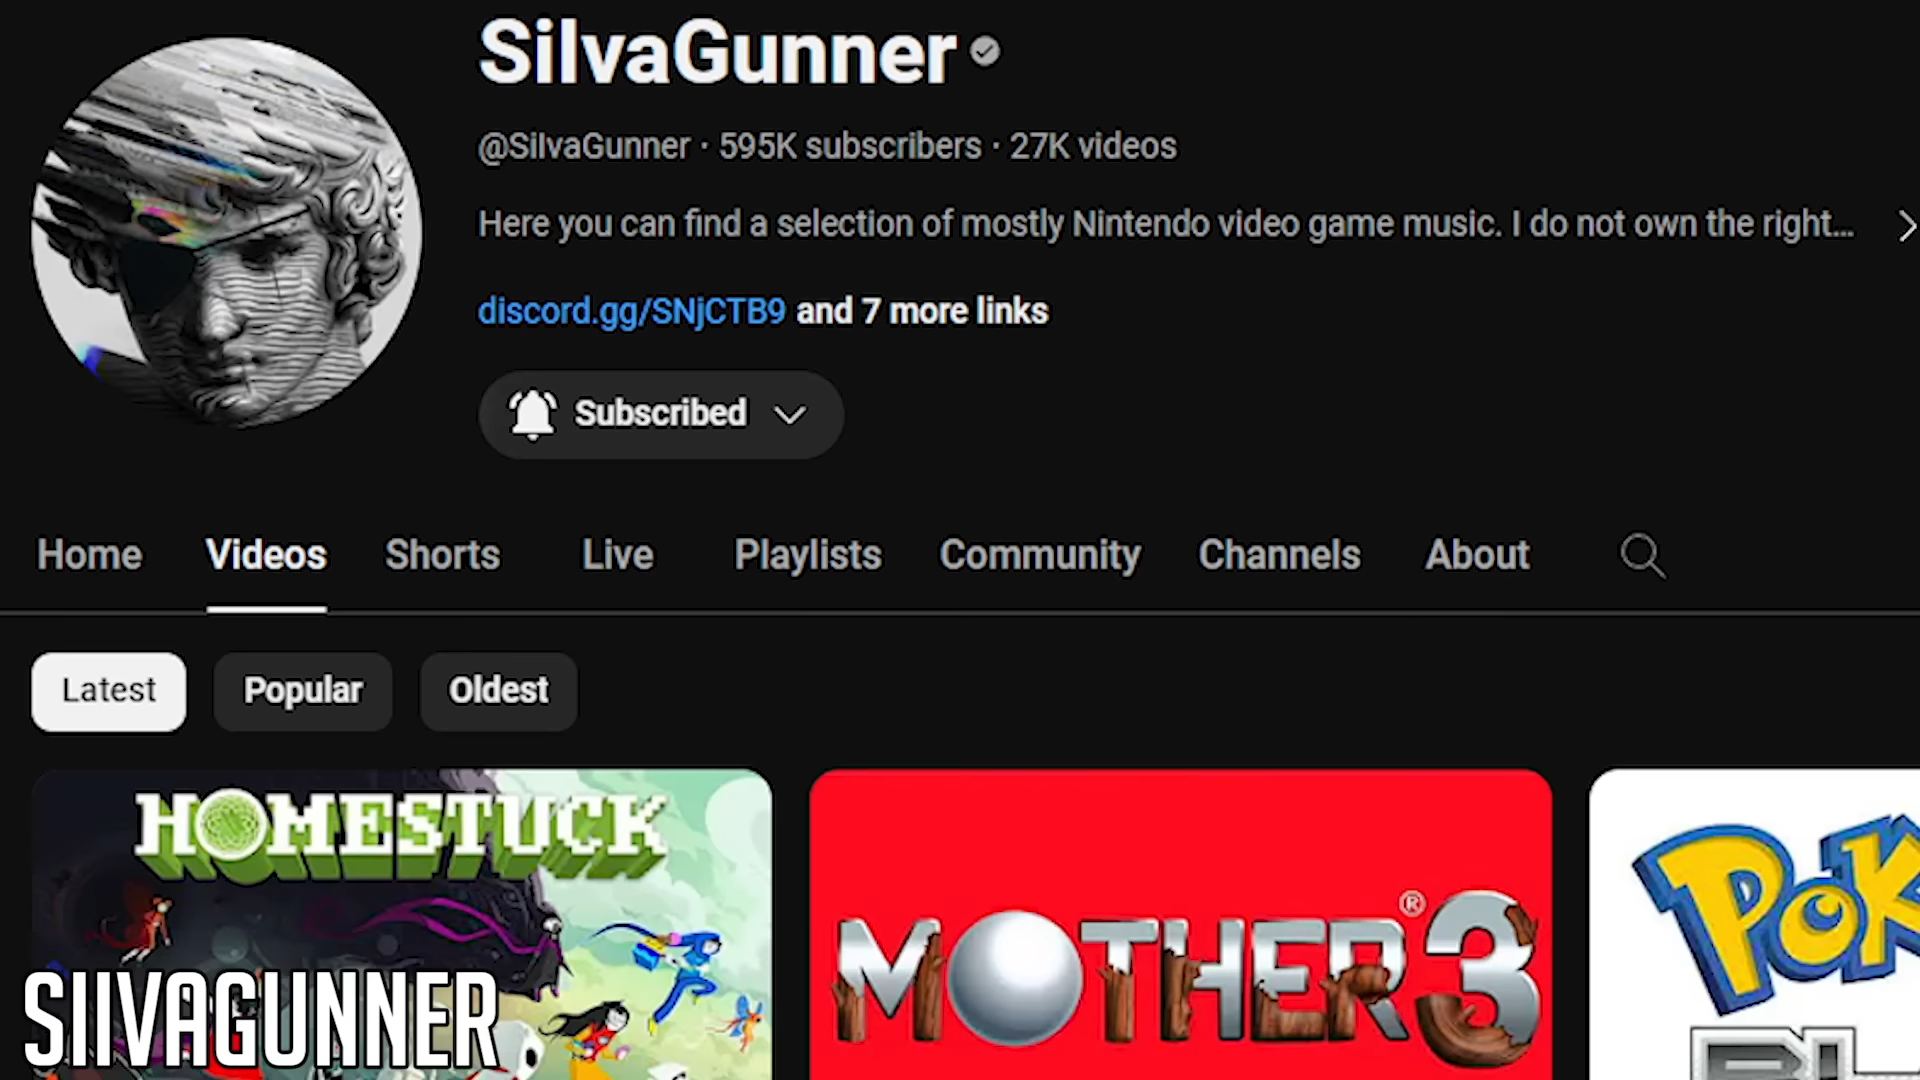 SiIvaGunner
@SiIvaGunner · 595K subscribers · 27K videos
Here you can find a selection of mostly Nintendo video game music. I do not own the right...
discord.gg/SNjCTB9 and 7 more links
Subscribed
Home Videos Shorts Live Playlists Community Channels About
Latest Popular Oldest
HOMESTUCK
MOTHER 3 ®
SIIVAGUNNER